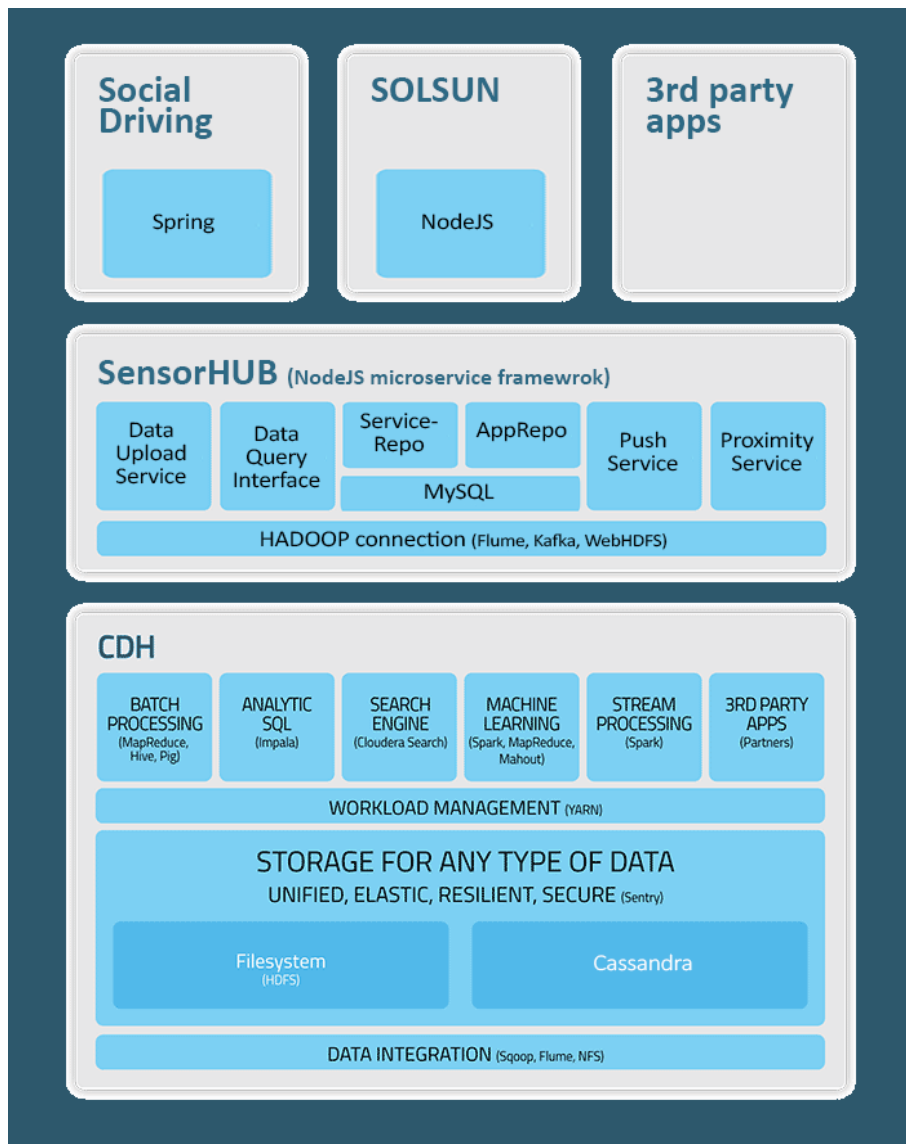 Social
Driving
Spring
SOLSUN
NodeJS
3rd party
apps
SensorHUB (NodeJS microservice framewrok)
Data
Upload
Service
Data
Query
Interface
Service-
Repo
AppRepo
MySQL
Push
Service
Proximity
Service
HADOOP connection (Flume, Kafka, WebHDFS)
CDH
BATCH
PROCESSING
(MapReduce,
Hive, Pig)
ANALYTIC
SQL
(Impala)
SEARCH
ENGINE
(Cloudera Search)
MACHINE
LEARNING
(Spark, MapReduce,
Mahout)
STREAM
PROCESSING
(Spark)
3RD PARTY
APPS
(Partners)
WORKLOAD MANAGEMENT (YARN)
STORAGE FOR ANY TYPE OF DATA
UNIFIED, ELASTIC, RESILIENT, SECURE (Sentry)
Filesystem
(HDFS)
Cassandra
DATA INTEGRATION (Sqoop, Flume, NFS)